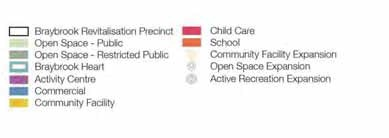 Braybrook Revitalisation Precinct
Open Space - Public
Open Space - Restricted Public
Braybrook Heart
Activity Centre
Commercial
Community Facility
Child Care
School
Community Facility Expansion
Open Space Expansion
Active Recreation Expansion